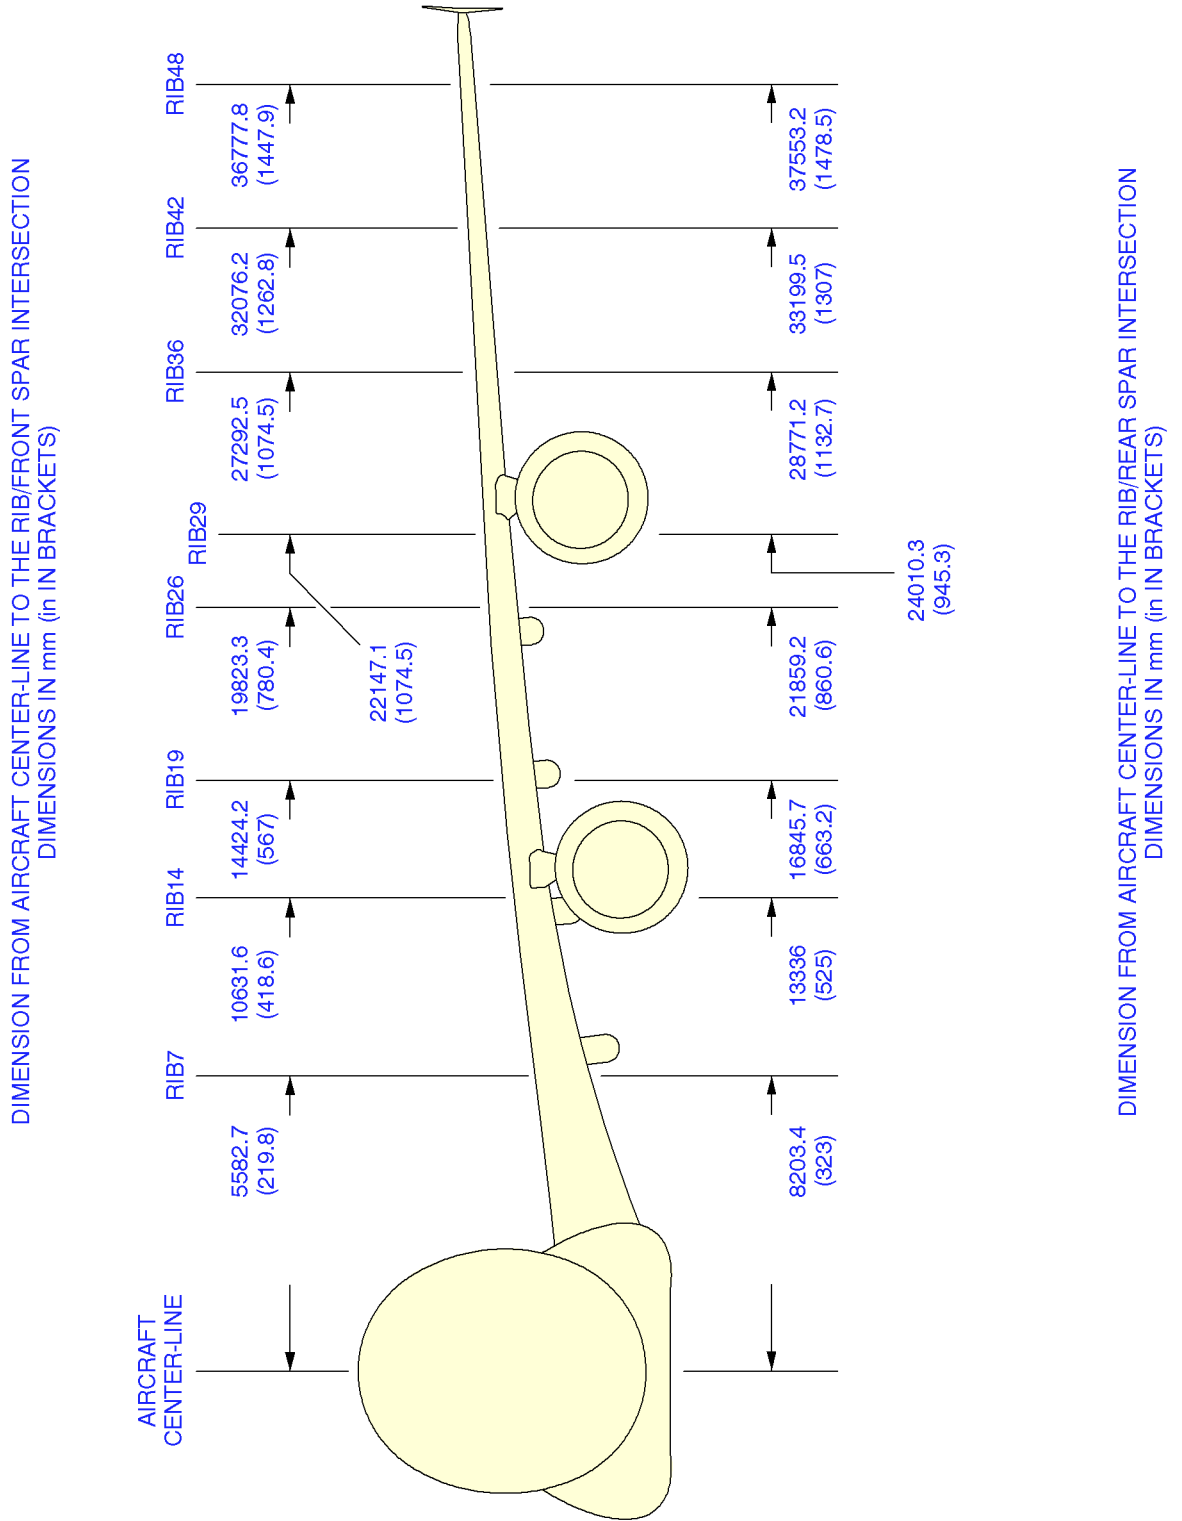 DIMENSION FROM AIRCRAFT CENTER-LINE TO THE RIB/FRONT SPAR INTERSECTION
DIMENSIONS IN mm (in IN BRACKETS)
AIRCRAFT
CENTER-LINE
RIB7
RIB14
RIB19
RIB26
RIB29
RIB36
RIB42
RIB48
5582.7
(219.8)
10631.6
(418.6)
14424.2
(567)
19823.3
(780.4)
22147.1
(1074.5)
27292.5
(1074.5)
32076.2
(1262.8)
36777.8
(1447.9)
8203.4
(323)
13336
(525)
16845.7
(663.2)
21859.2
(860.6)
24010.3
(945.3)
28771.2
(1132.7)
33199.5
(1307)
37553.2
(1478.5)
DIMENSION FROM AIRCRAFT CENTER-LINE TO THE RIB/REAR SPAR INTERSECTION
DIMENSIONS IN mm (in IN BRACKETS)